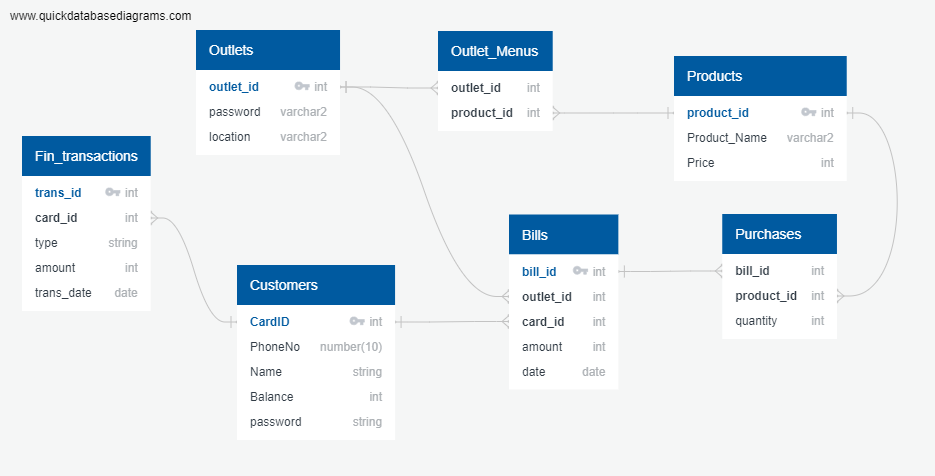 www.quickdatabasediagrams.com
Outlets
outlet_id int
password varchar2
location varchar2
Outlet_Menus
outlet_id int
product_id int
Products
product_id int
Product_Name varchar2
Price int
Fin_transactions
trans_id int
card_id int
type string
amount int
trans_date date
Customers
CardID int
PhoneNo number(10)
Name string
Balance int
password string
Bills
bill_id int
outlet_id int
card_id int
amount int
date date
Purchases
bill_id int
product_id int
quantity int